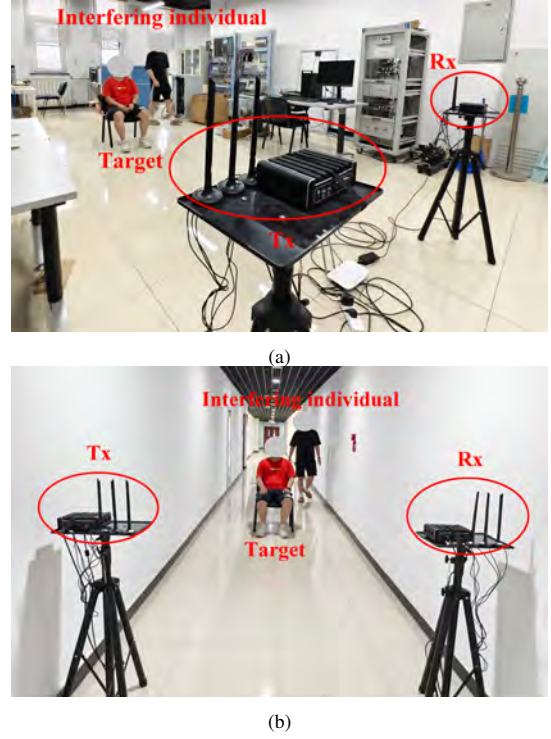 Interfering individual
Rx
Target
Tx
(a)
Interfering individual
Tx
Rx
Target
(b)